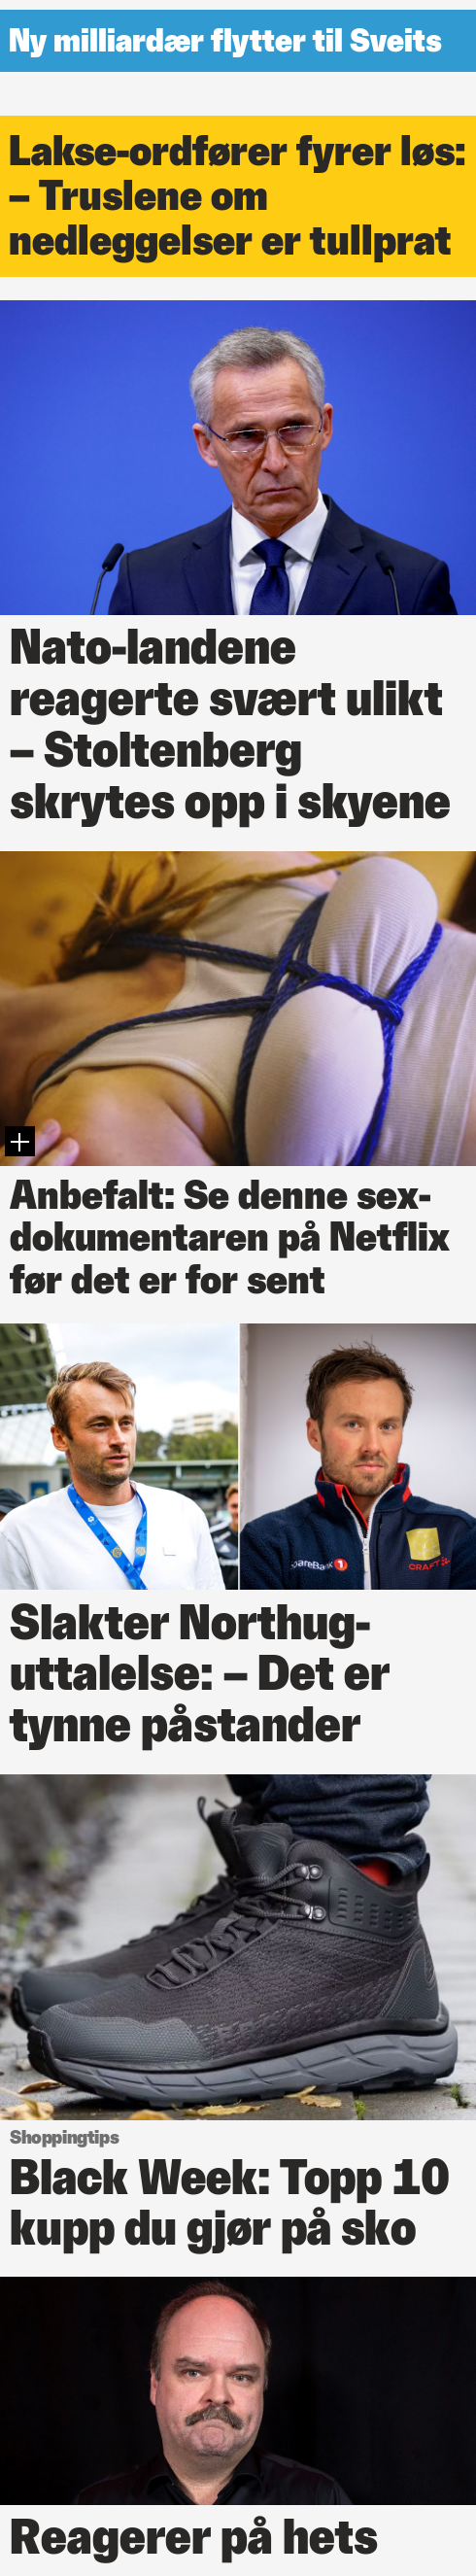 Ny milliardær flytter til Sveits
Lakse-ordfører fyrer løs:
– Truslene om
nedleggelser er tullprat
Nato-landene
reagerte svært ulikt
– Stoltenberg
skrytes opp i skyene
Anbefalt: Se denne sex-
dokumentaren på Netflix
før det er for sent
SpareBank 1
CRAFT
Slakter Northug-
uttalelse: – Det er
tynne påstander
Shoppingtips
Black Week: Topp 10
kupp du gjør på sko
Reagerer på hets